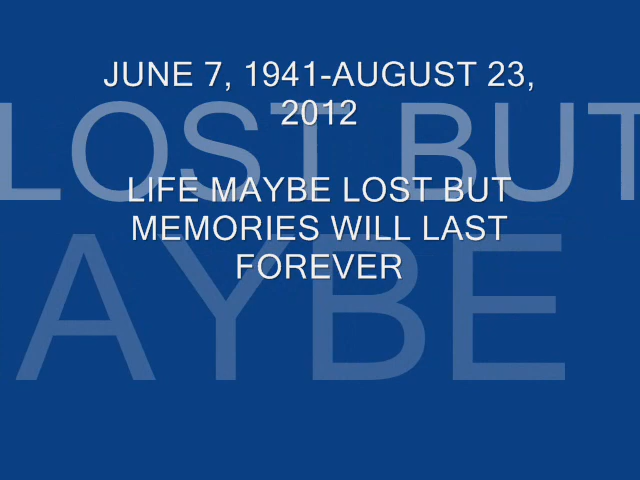 JUNE 7, 1941-AUGUST 23,
2012
LOST BUT
LIFE MAYBE LOST BUT
MEMORIES WILL LAST
FOREVER
AYBE